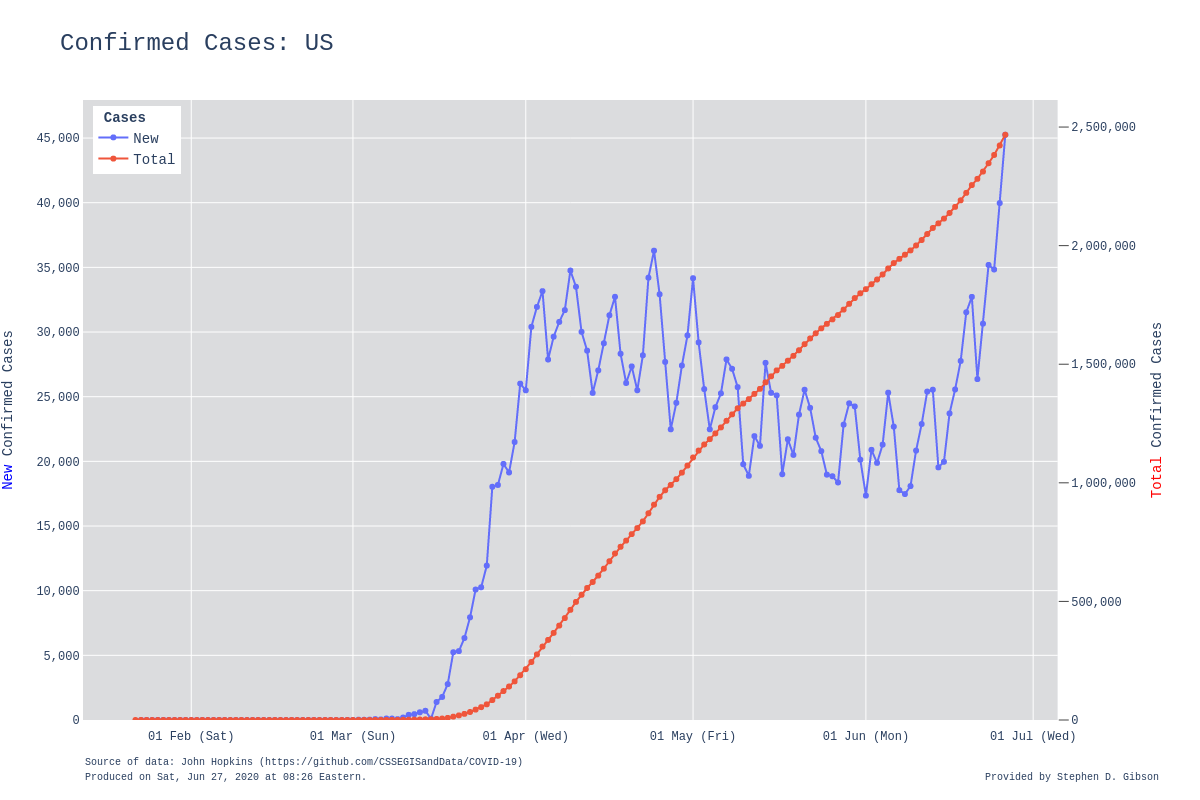 Confirmed Cases: US
Cases
New
Total
45,000
40,000
35,000
30,000
25,000
20,000
15,000
10,000
5,000
0
New Confirmed Cases
2,500,000
2,000,000
1,500,000
1,000,000
500,000
0
Total Confirmed Cases
01 Feb (Sat)
01 Mar (Sun)
01 Apr (Wed)
01 May (Fri)
01 Jun (Mon)
01 Jul (Wed)
Source of data: John Hopkins (https://github.com/CSSEGISandData/COVID-19)
Produced on Sat, Jun 27, 2020 at 08:26 Eastern.
Provided by Stephen D. Gibson